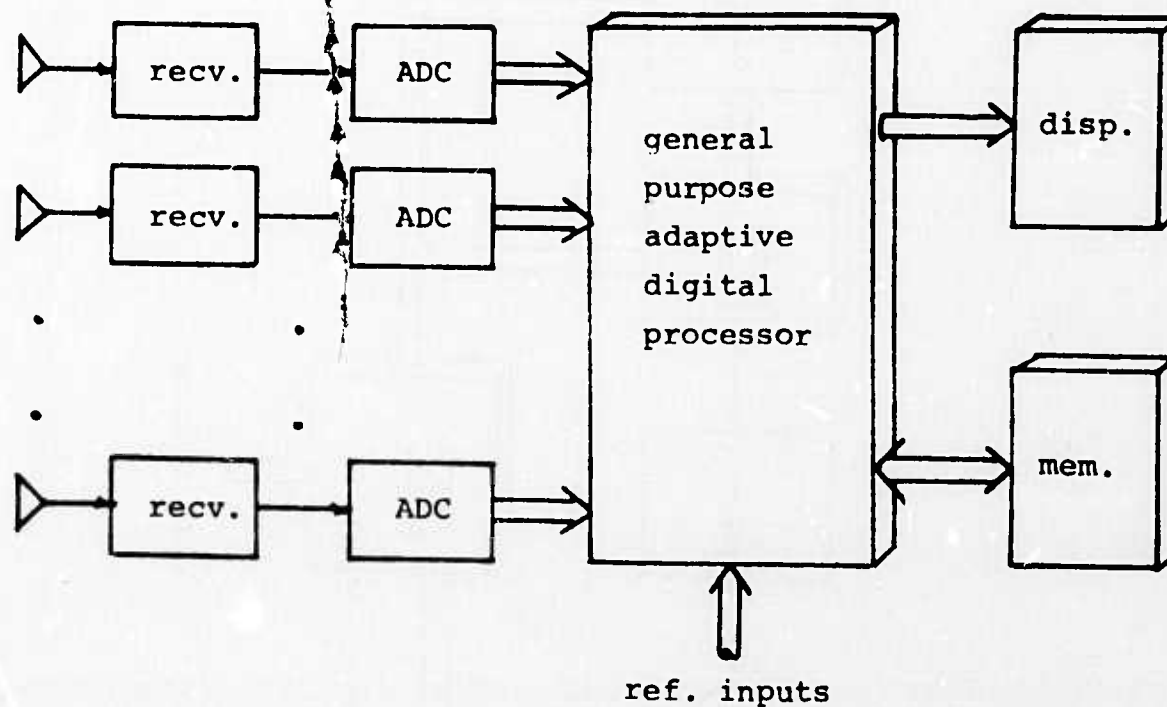 recv.
ADC
recv.
ADC
recv.
ADC
general
purpose
adaptive
digital
processor
disp.
mem.
ref. inputs